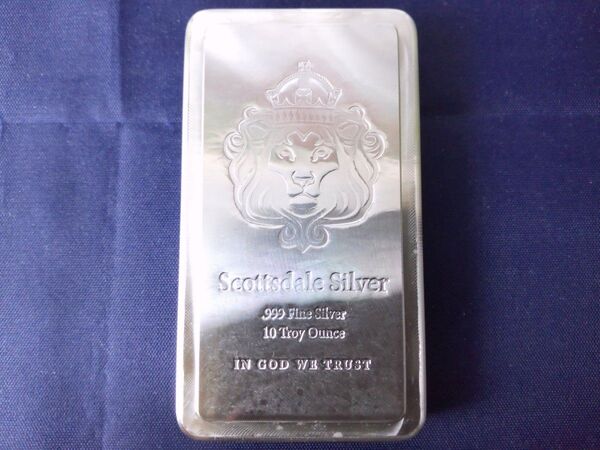 Scottsdale Silver
.999 Fine Silver
10 Troy Ounce
IN GOD WE TRUST